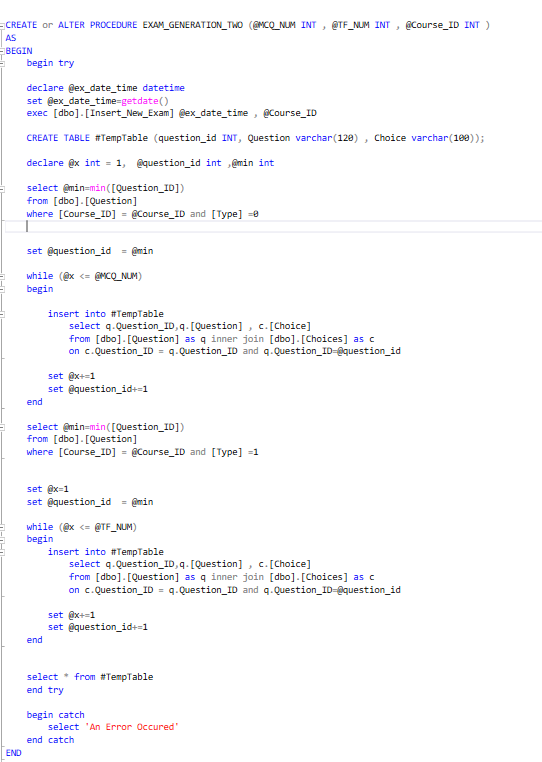 CREATE or ALTER PROCEDURE EXAM_GENERATION_TWO (@MCQ_NUM INT , @TF_NUM INT , @Course_ID INT )
AS
BEGIN
begin try
declare @ex_date_time datetime
set @ex_date_time=getdate()
exec [dbo].[Insert_New_Exam] @ex_date_time , @Course_ID
CREATE TABLE #TempTable (question_id INT, Question varchar(120) , Choice varchar(100));
declare @x int = 1,  @question_id int ,@min int
select @min=min([Question_ID])
from [dbo].[Question]
where [Course_ID] = @Course_ID and [Type] =0
set @question_id  = @min
while (@x <= @MCQ_NUM)
begin
insert into #TempTable
select q.Question_ID,q.[Question] , c.[Choice]
from [dbo].[Question] as q inner join [dbo].[Choices] as c
on c.Question_ID = q.Question_ID and q.Question_ID=@question_id
set @x+=1
set @question_id+=1
end
select @min=min([Question_ID])
from [dbo].[Question]
where [Course_ID] = @Course_ID and [Type] =1
set @x=1
set @question_id  = @min
while (@x <= @TF_NUM)
begin
insert into #TempTable
select q.Question_ID,q.[Question] , c.[Choice]
from [dbo].[Question] as q inner join [dbo].[Choices] as c
on c.Question_ID = q.Question_ID and q.Question_ID=@question_id
set @x+=1
set @question_id+=1
end
select * from #TempTable
end try
begin catch
select 'An Error Occured'
end catch
END